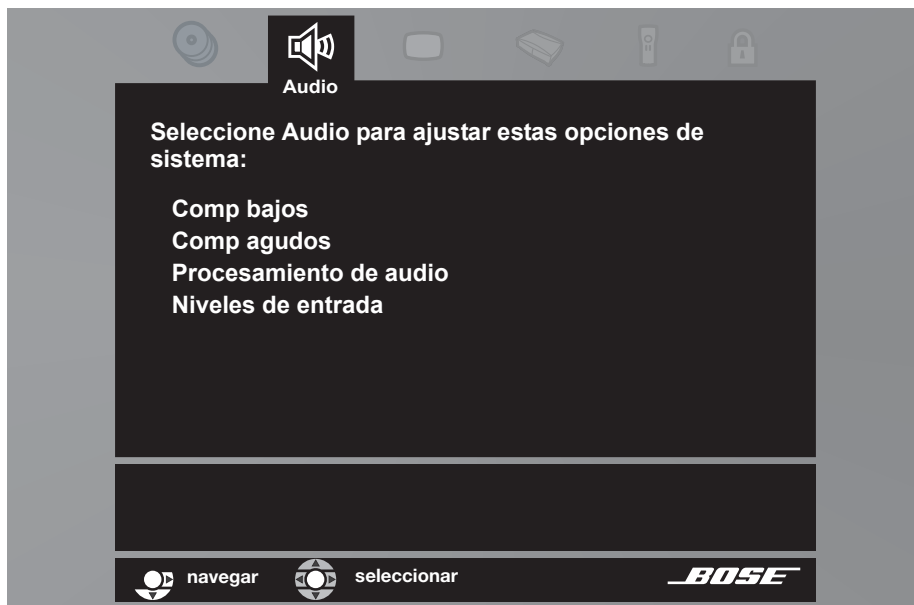 Audio
Seleccione Audio para ajustar estas opciones de
sistema:
Comp bajos
Comp agudos
Procesamiento de audio
Niveles de entrada
navegar seleccionar BOSE